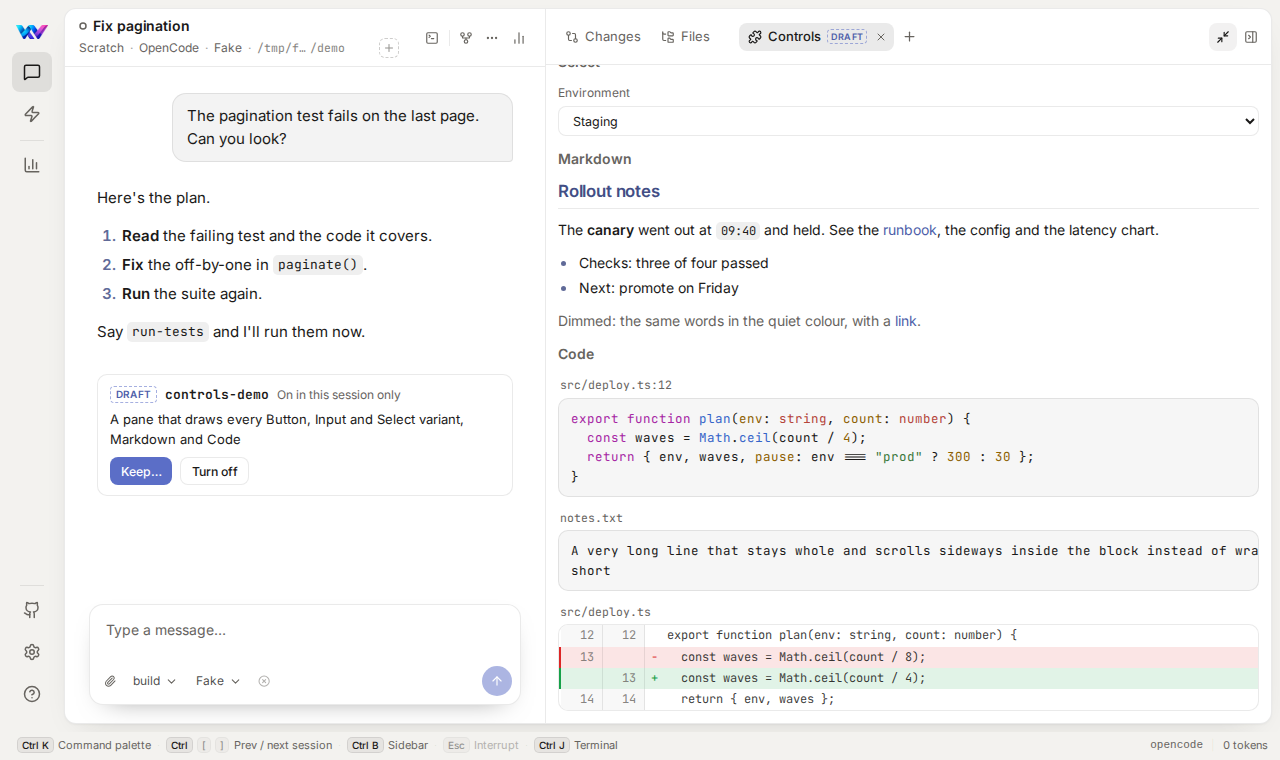 Fix pagination
Scratch · OpenCode · Fake · /tmp/f… /demo
Changes
Files
Controls DRAFT
The pagination test fails on the last page.
Can you look?
Here's the plan.
1. Read the failing test and the code it covers.
2. Fix the off-by-one in paginate().
3. Run the suite again.
Say run-tests and I'll run them now.
DRAFT controls-demo On in this session only
A pane that draws every Button, Input and Select variant,
Markdown and Code
Keep… Turn off
Type a message...
build Fake
Select
Environment
Staging
Markdown
Rollout notes
The canary went out at 09:40 and held. See the runbook, the config and the latency chart.
• Checks: three of four passed
• Next: promote on Friday
Dimmed: the same words in the quiet colour, with a link.
Code
src/deploy.ts:12
export function plan(env: string, count: number) {
  const waves = Math.ceil(count / 4);
  return { env, waves, pause: env === "prod" ? 300 : 30 };
}
notes.txt
A very long line that stays whole and scrolls sideways inside the block instead of wra
short
src/deploy.ts
12 12 export function plan(env: string, count: number) {
13 - const waves = Math.ceil(count / 8);
13 + const waves = Math.ceil(count / 4);
14 14 return { env, waves };
Ctrl K Command palette Ctrl [ ] Prev / next session Ctrl B Sidebar Esc Interrupt Ctrl J Terminal
opencode 0 tokens